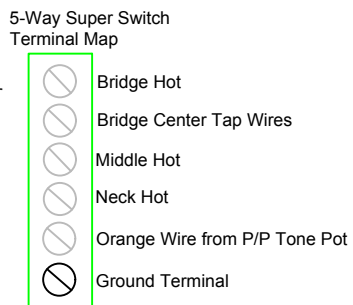 5-Way Super Switch
Terminal Map
Bridge Hot
Bridge Center Tap Wires
Middle Hot
Neck Hot
Orange Wire from P/P Tone Pot
Ground Terminal